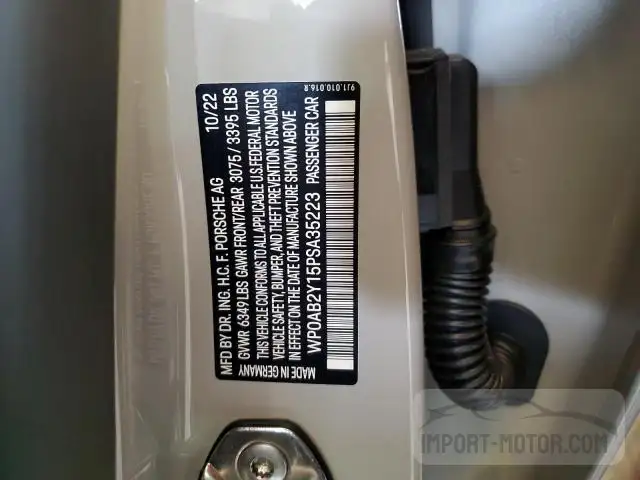 MFD BY DR. ING. H.C. F. PORSCHE AG 10/22
GVWR 6349 LBS GAWR FRONT/REAR 3075 / 3395 LBS
THIS VEHICLE CONFORMS TO ALL APPLICABLE U.S.FEDERAL MOTOR
VEHICLE SAFETY, BUMPER, AND THEFT PREVENTION STANDARDS
IN EFFECT ON THE DATE OF MANUFACTURE SHOWN ABOVE
WP0AB2Y15PSA35223 PASSENGER CAR
MADE IN GERMANY
9J1.010.016.R
IMPORT-MOTOR.COM